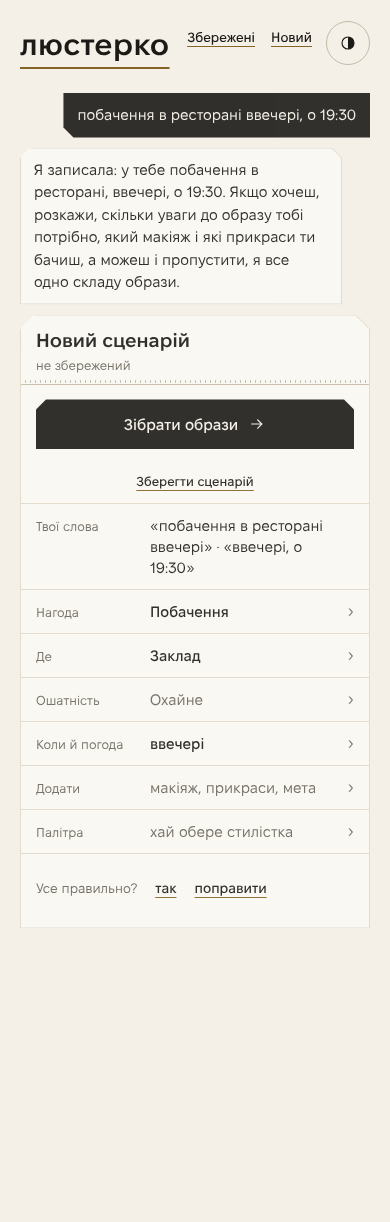 люстерко
Збережені
Новий
побачення в ресторані ввечері, о 19:30
Я записала: у тебе побачення в
ресторані, ввечері, о 19:30. Якщо хочеш,
розкажи, скільки уваги до образу тобі
потрібно, який макіяж і які прикраси ти
бачиш, а можеш і пропустити, я все
одно складу образи.
Новий сценарій
не збережений
Зібрати образи →
Зберегти сценарій
Твої слова
«побачення в ресторані
ввечері» · «ввечері, о
19:30»
Нагода Побачення ›
Де Заклад ›
Ошатність Охайне ›
Коли й погода ввечері ›
Додати макіяж, прикраси, мета ›
Палітра хай обере стилістка ›
Усе правильно? так поправити